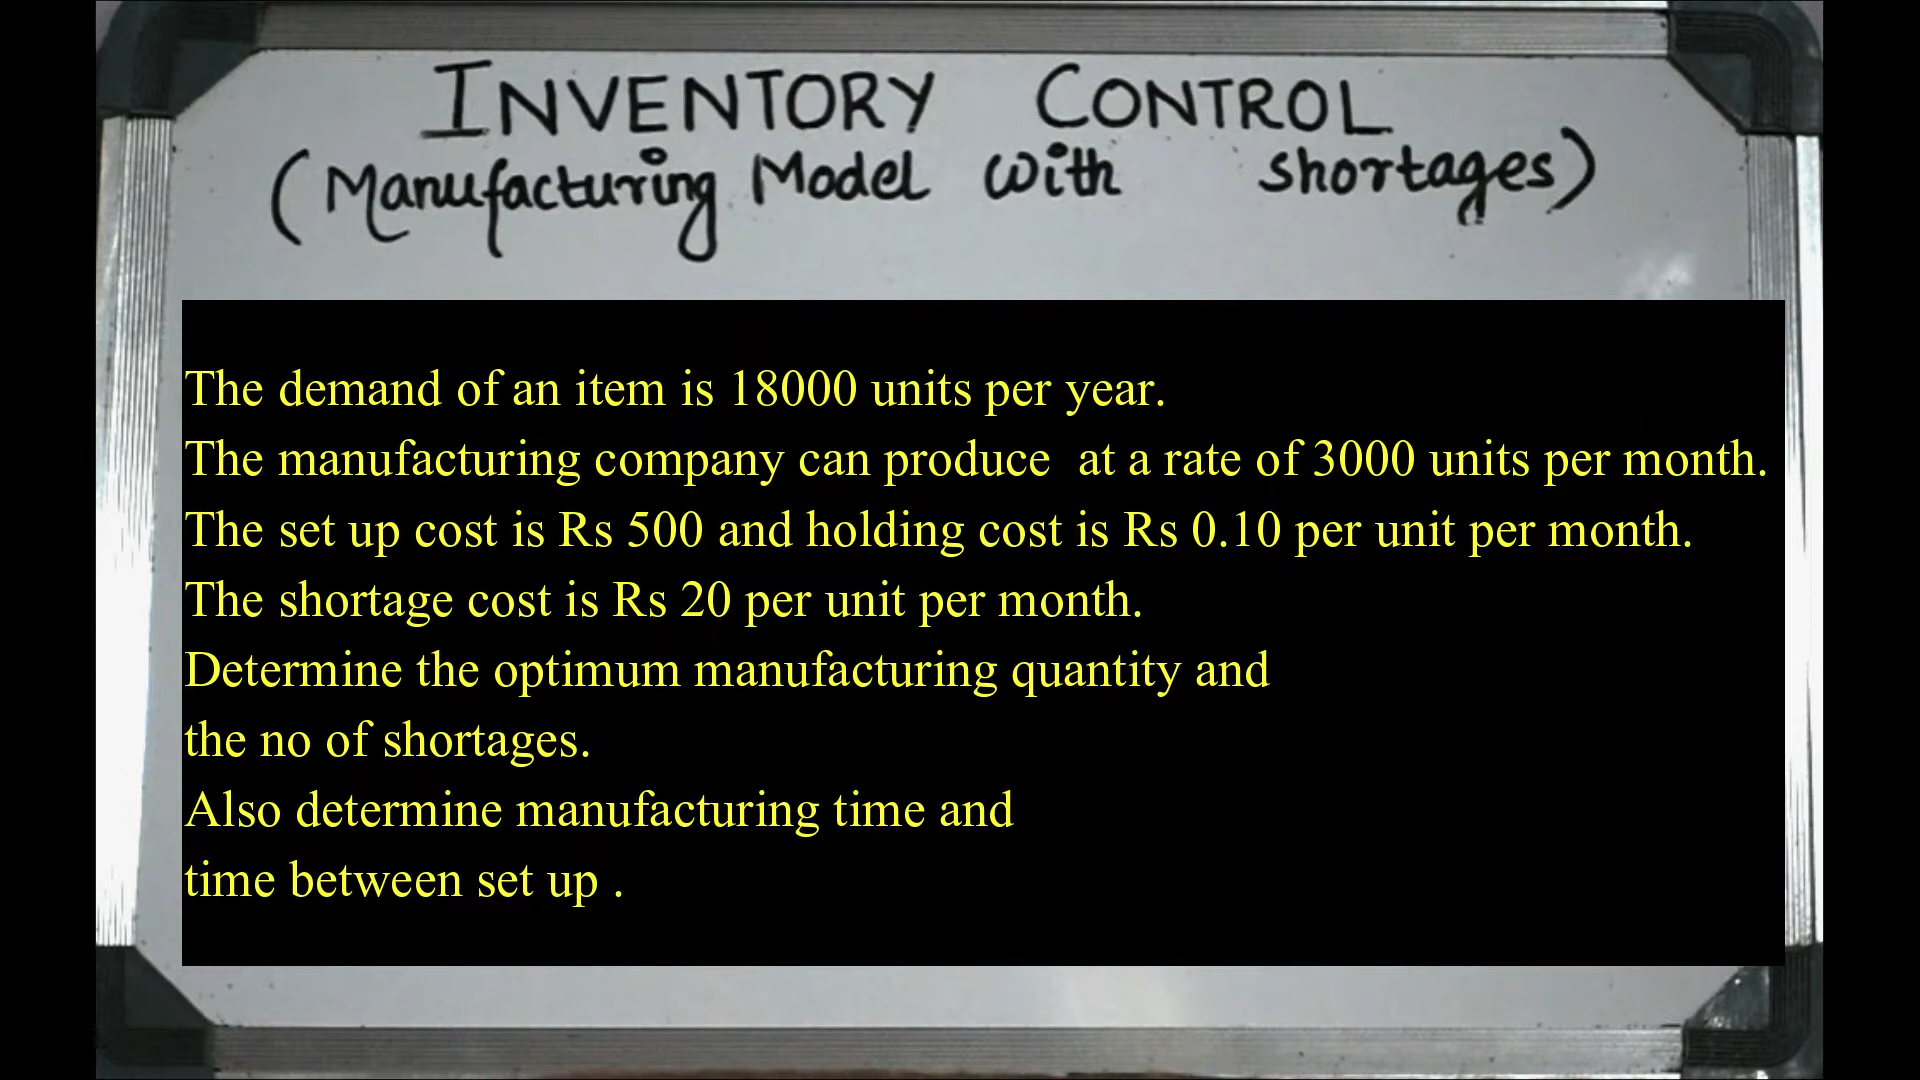 INVENTORY CONTROL
(Manufacturing Model with shortages)
The demand of an item is 18000 units per year.
The manufacturing company can produce at a rate of 3000 units per month.
The set up cost is Rs 500 and holding cost is Rs 0.10 per unit per month.
The shortage cost is Rs 20 per unit per month.
Determine the optimum manufacturing quantity and
the no of shortages.
Also determine manufacturing time and
time between set up .